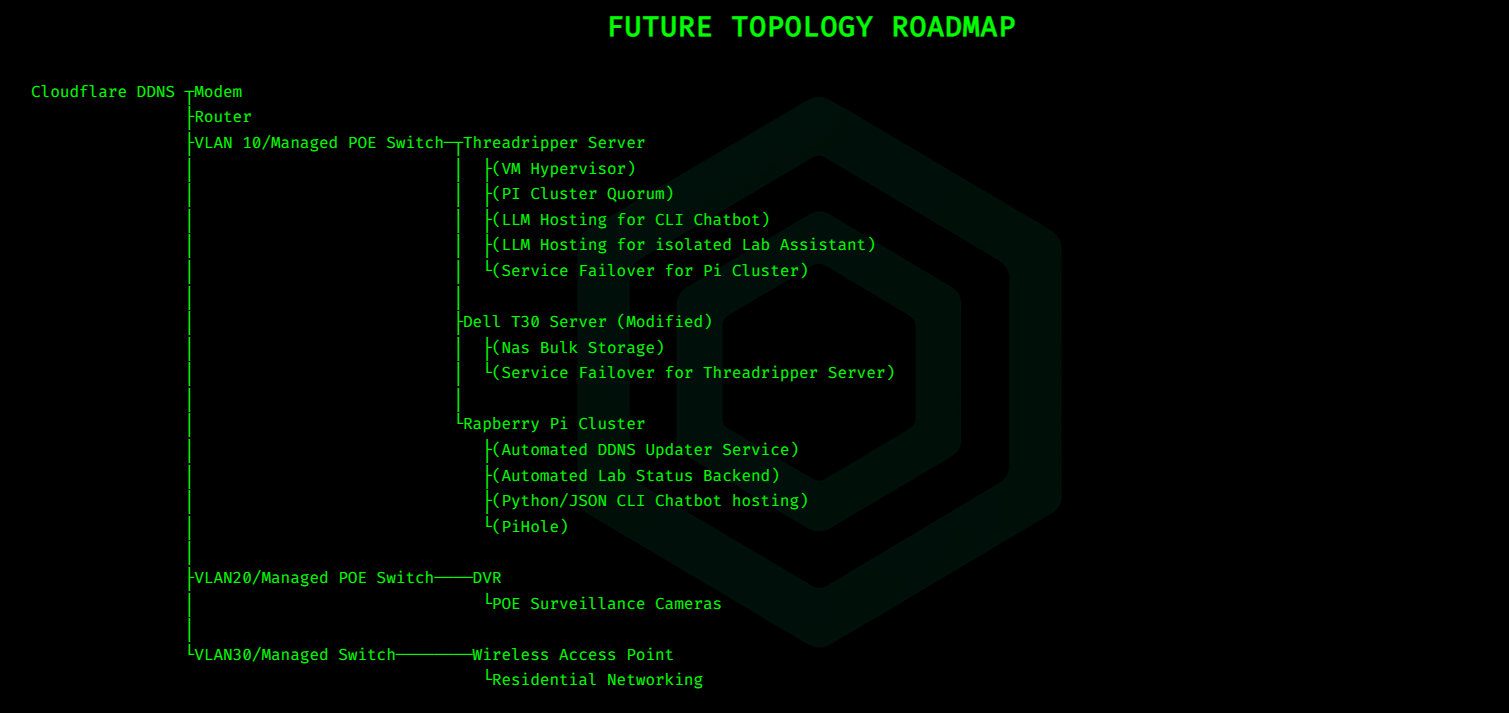 FUTURE TOPOLOGY ROADMAP
Cloudflare DDNS ┬Modem
├Router
├VLAN 10/Managed POE Switch─┬Threadripper Server
│ │ ├(VM Hypervisor)
│ │ ├(PI Cluster Quorum)
│ │ ├(LLM Hosting for CLI Chatbot)
│ │ ├(LLM Hosting for isolated Lab Assistant)
│ │ └(Service Failover for Pi Cluster)
│ │
│ ├Dell T30 Server (Modified)
│ │ ├(Nas Bulk Storage)
│ │ └(Service Failover for Threadripper Server)
│ │
│ └Rapberry Pi Cluster
│ ├(Automated DDNS Updater Service)
│ ├(Automated Lab Status Backend)
│ ├(Python/JSON CLI Chatbot hosting)
│ └(PiHole)
│
├VLAN20/Managed POE Switch────DVR
│ └POE Surveillance Cameras
│
└VLAN30/Managed Switch────────Wireless Access Point
└Residential Networking